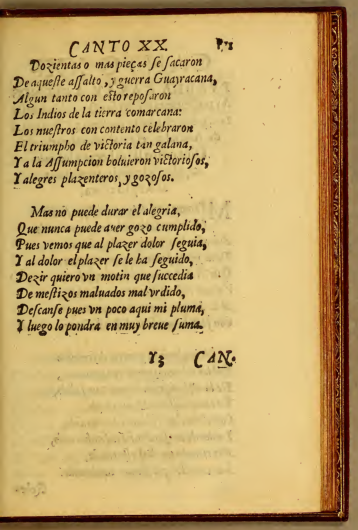 CANTO XX
Dozientas o mas pieças ſe ſacaron
De aqueſte aſſalto, y guerra Guayracana,
Algun tanto con eſto repoſaron
Los Indios de la tierra comarcana:
Los nueſtros con contento celebraron
El triumpho de victoria tan galana,
Y a la Aſſumpcion boluieron victorioſos,
Y alegres plazenteros, y gozoſos.
Mas no puede durar el alegria,
Que nunca puede auer gozo cumplido,
Pues vemos que al plazer dolor ſeguia,
Y al dolor el plazer ſe le ha ſeguido,
Dezir quiero vn motin que ſuccedia
De meſtizos maluados mal vrdido,
Deſcanſe pues vn poco aqui mi pluma,
Y luego lo pondra en muy breue ſuma.
Y3 CAN-